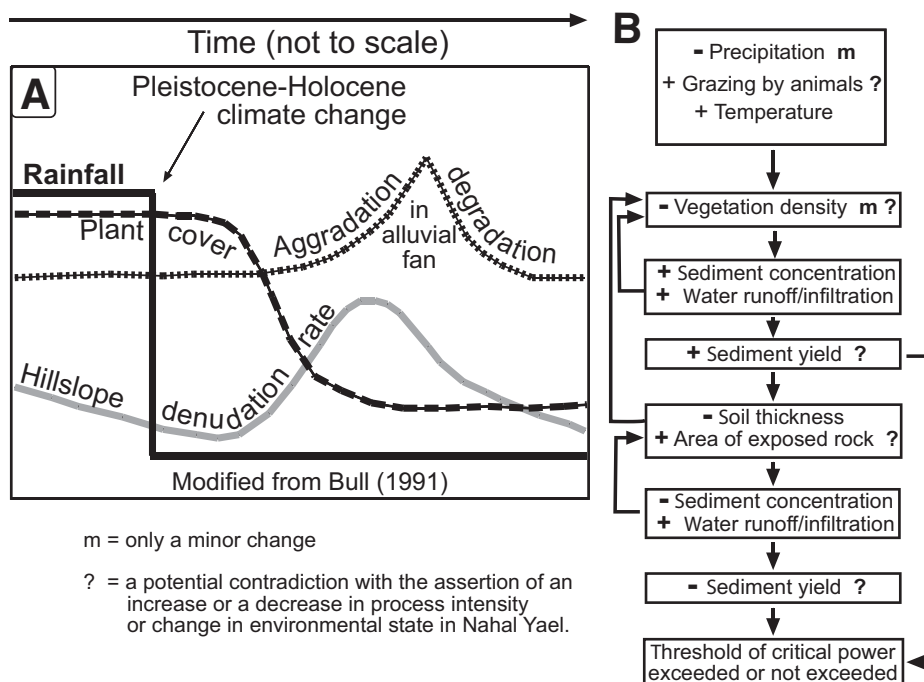 Time (not to scale)
A
Pleistocene-Holocene
climate change
Rainfall
Plant cover
Aggradation
in
alluvial
fan
degradation
Hillslope denudation rate
Modified from Bull (1991)
m = only a minor change
? = a potential contradiction with the assertion of an
increase or a decrease in process intensity
or change in environmental state in Nahal Yael.
B
- Precipitation m
+ Grazing by animals ?
+ Temperature
- Vegetation density m ?
+ Sediment concentration
+ Water runoff/infiltration
+ Sediment yield ?
- Soil thickness
+ Area of exposed rock ?
- Sediment concentration
+ Water runoff/infiltration
- Sediment yield ?
Threshold of critical power
exceeded or not exceeded